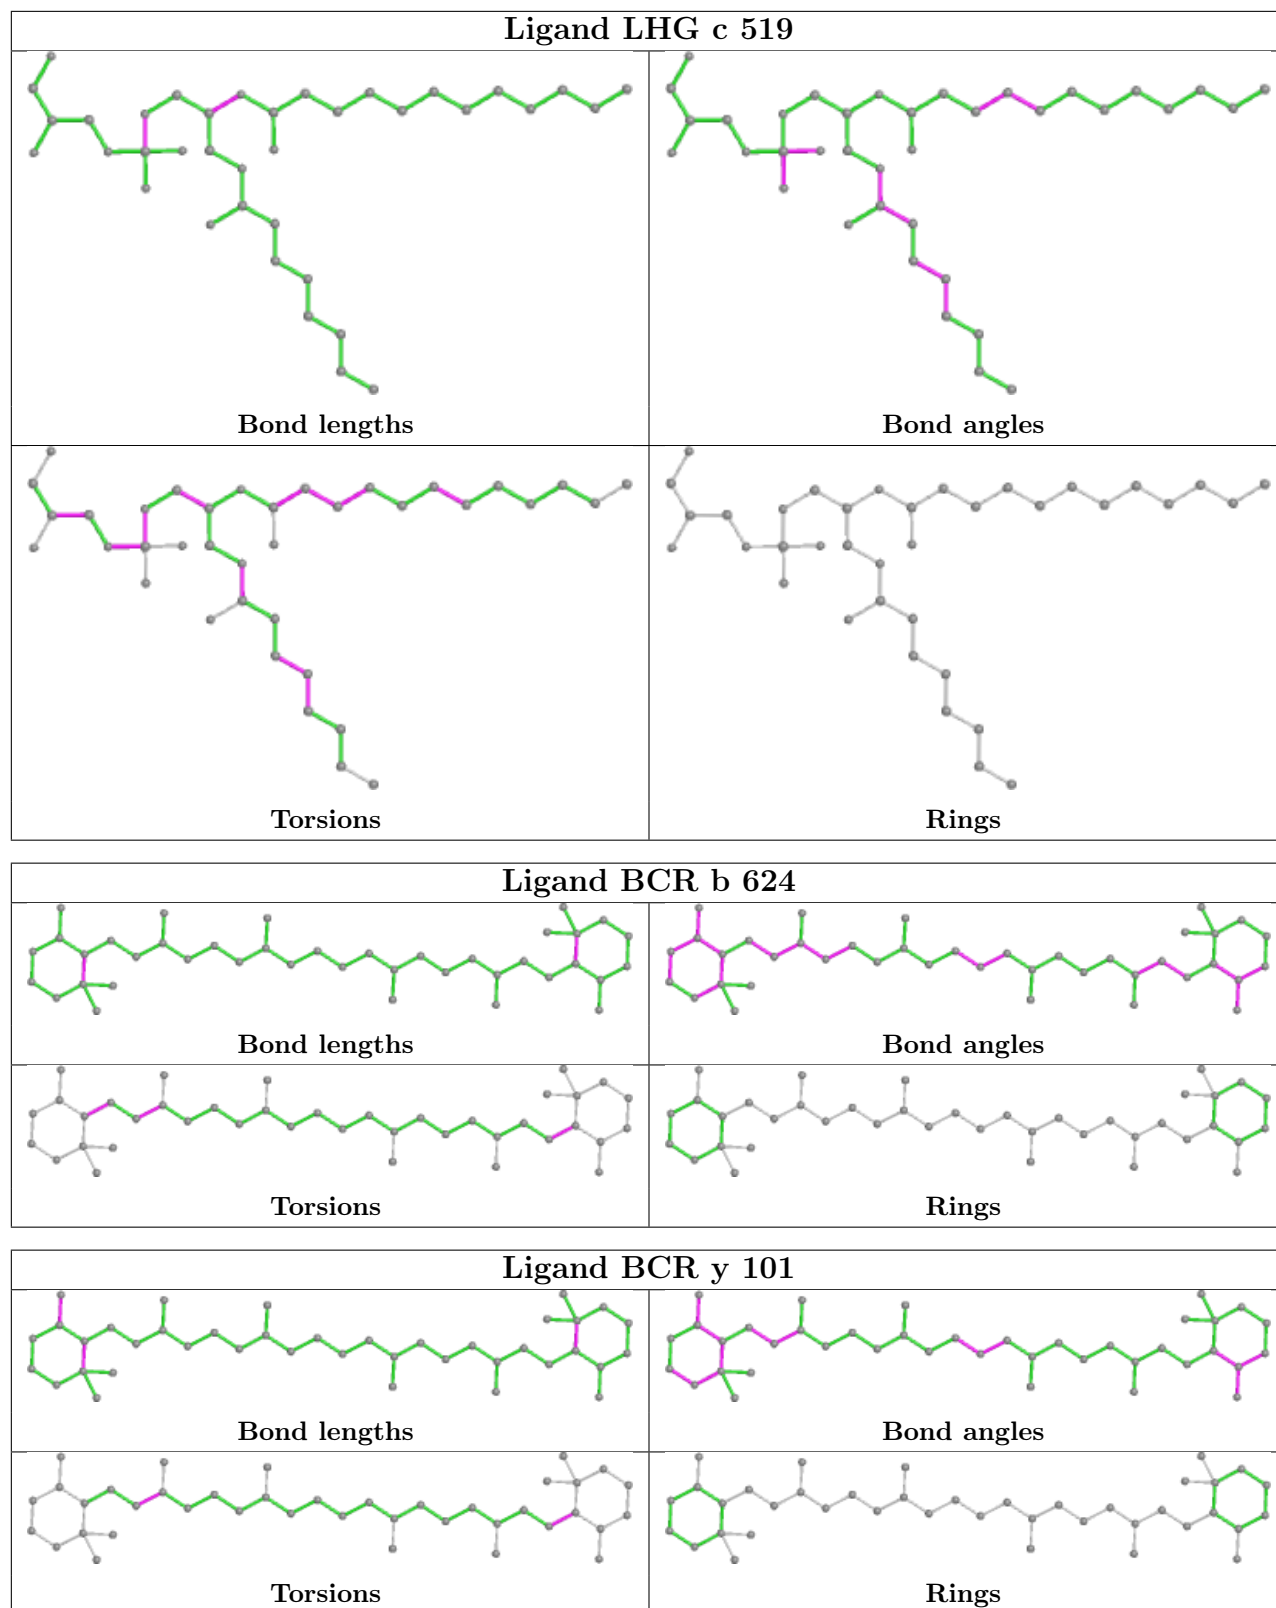 Ligand LHG c 519
Bond lengths
Bond angles
Torsions
Rings
Ligand BCR b 624
Bond lengths
Bond angles
Torsions
Rings
Ligand BCR y 101
Bond lengths
Bond angles
Torsions
Rings